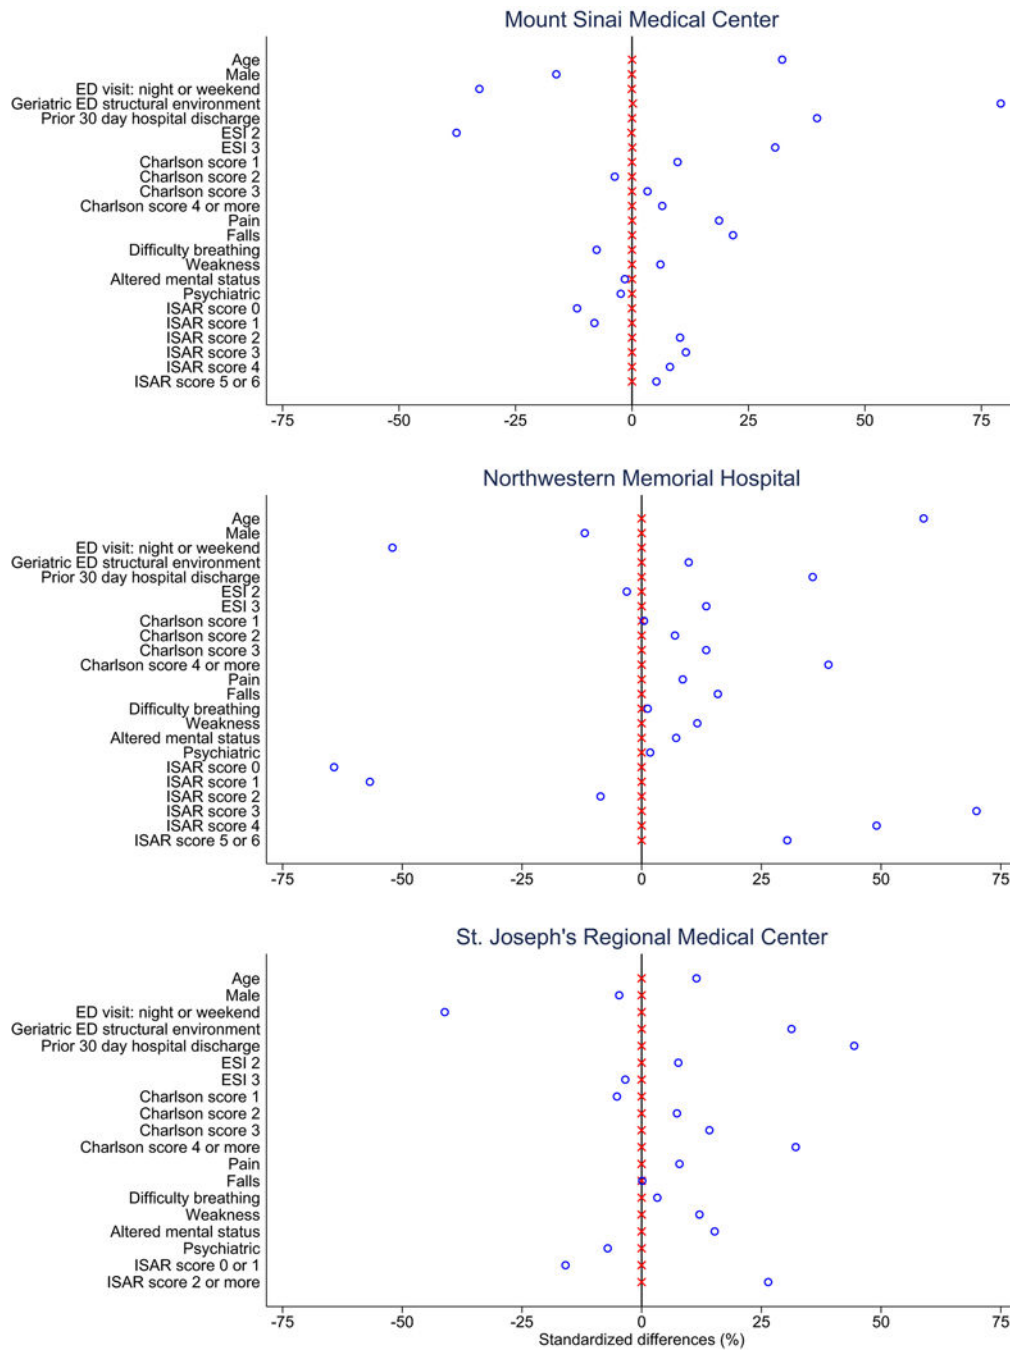 Mount Sinai Medical Center
Age
Male
ED visit: night or weekend
Geriatric ED structural environment
Prior 30 day hospital discharge
ESI 2
ESI 3
Charlson score 1
Charlson score 2
Charlson score 3
Charlson score 4 or more
Pain
Falls
Difficulty breathing
Weakness
Altered mental status
Psychiatric
ISAR score 0
ISAR score 1
ISAR score 2
ISAR score 3
ISAR score 4
ISAR score 5 or 6
-75 -50 -25 0 25 50 75
Northwestern Memorial Hospital
Age
Male
ED visit: night or weekend
Geriatric ED structural environment
Prior 30 day hospital discharge
ESI 2
ESI 3
Charlson score 1
Charlson score 2
Charlson score 3
Charlson score 4 or more
Pain
Falls
Difficulty breathing
Weakness
Altered mental status
Psychiatric
ISAR score 0
ISAR score 1
ISAR score 2
ISAR score 3
ISAR score 4
ISAR score 5 or 6
-75 -50 -25 0 25 50 75
St. Joseph's Regional Medical Center
Age
Male
ED visit: night or weekend
Geriatric ED structural environment
Prior 30 day hospital discharge
ESI 2
ESI 3
Charlson score 1
Charlson score 2
Charlson score 3
Charlson score 4 or more
Pain
Falls
Difficulty breathing
Weakness
Altered mental status
Psychiatric
ISAR score 0 or 1
ISAR score 2 or more
-75 -50 -25 0 25 50 75
Standardized differences (%)